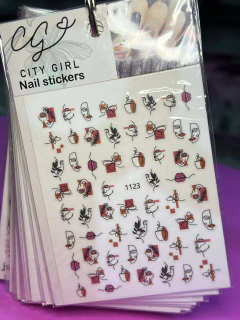 CG
CITY GIRL
Nail stickers
1123